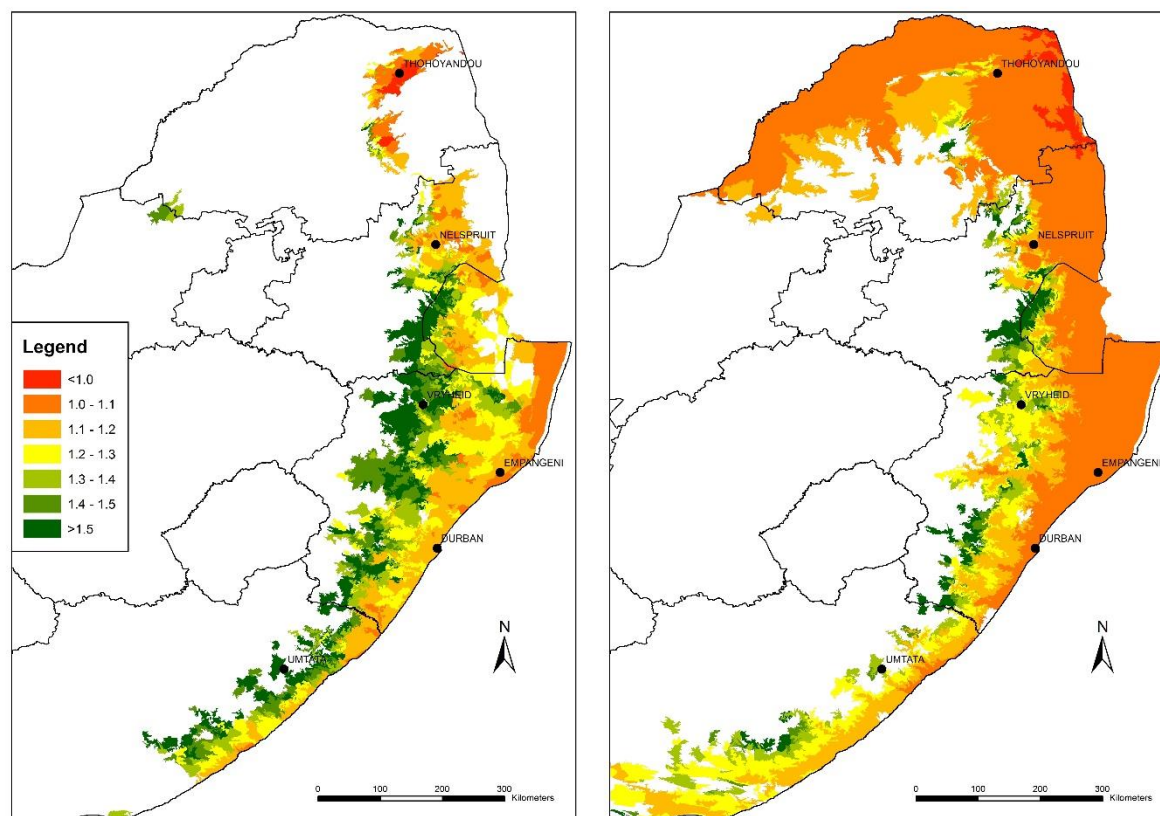 THOHOYANDOU
NELSPRUIT
Legend
<1.0
1.0 - 1.1
1.1 - 1.2
1.2 - 1.3
1.3 - 1.4
1.4 - 1.5
>1.5
VRYHEID
EMPANGENI
DURBAN
N
UMTATA
0 100 200 300
Kilometers
THOHOYANDOU
NELSPRUIT
VRYHEID
EMPANGENI
DURBAN
N
UMTATA
0 100 200 300
Kilometers